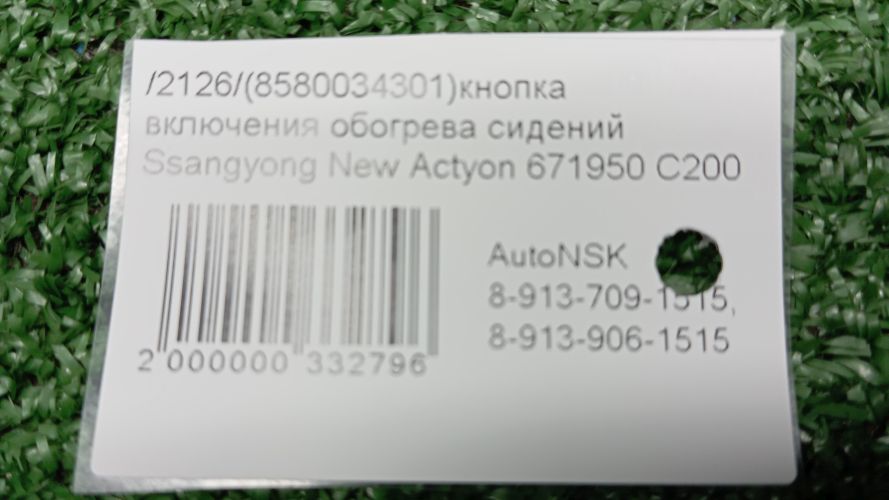 /2126/(8580034301)кнопка
включения обогрева сидений
Ssangyong New Actyon 671950 C200
AutoNSK
8-913-709-1515,
8-913-906-1515
2 000000 332796